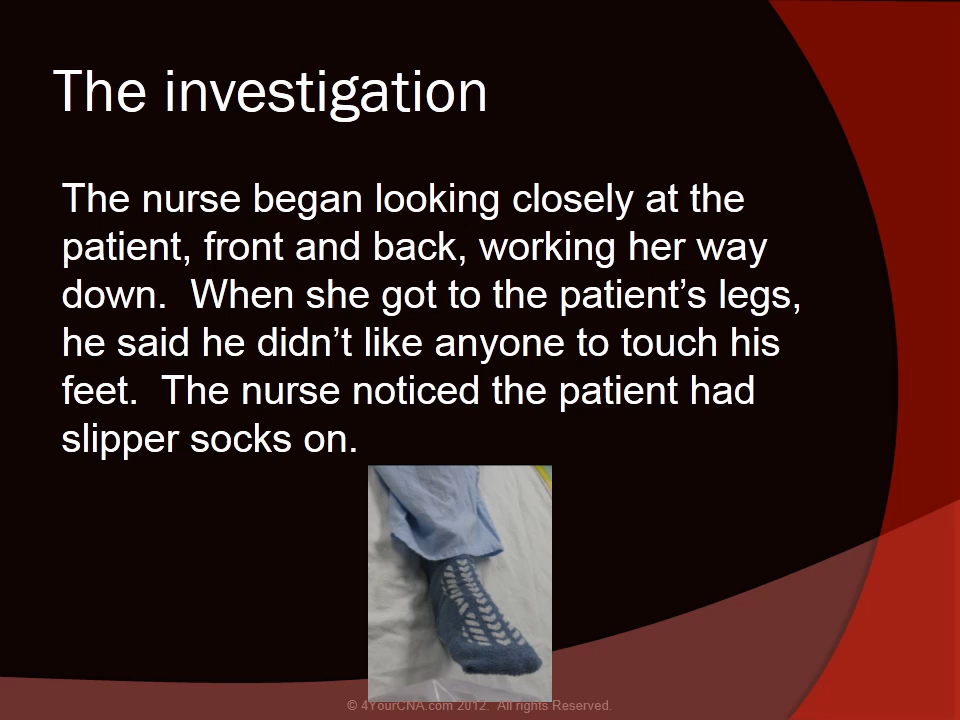 The investigation
The nurse began looking closely at the
patient, front and back, working her way
down.  When she got to the patient’s legs,
he said he didn’t like anyone to touch his
feet.  The nurse noticed the patient had
slipper socks on.
© 4YourCNA.com 2012.  All rights Reserved.